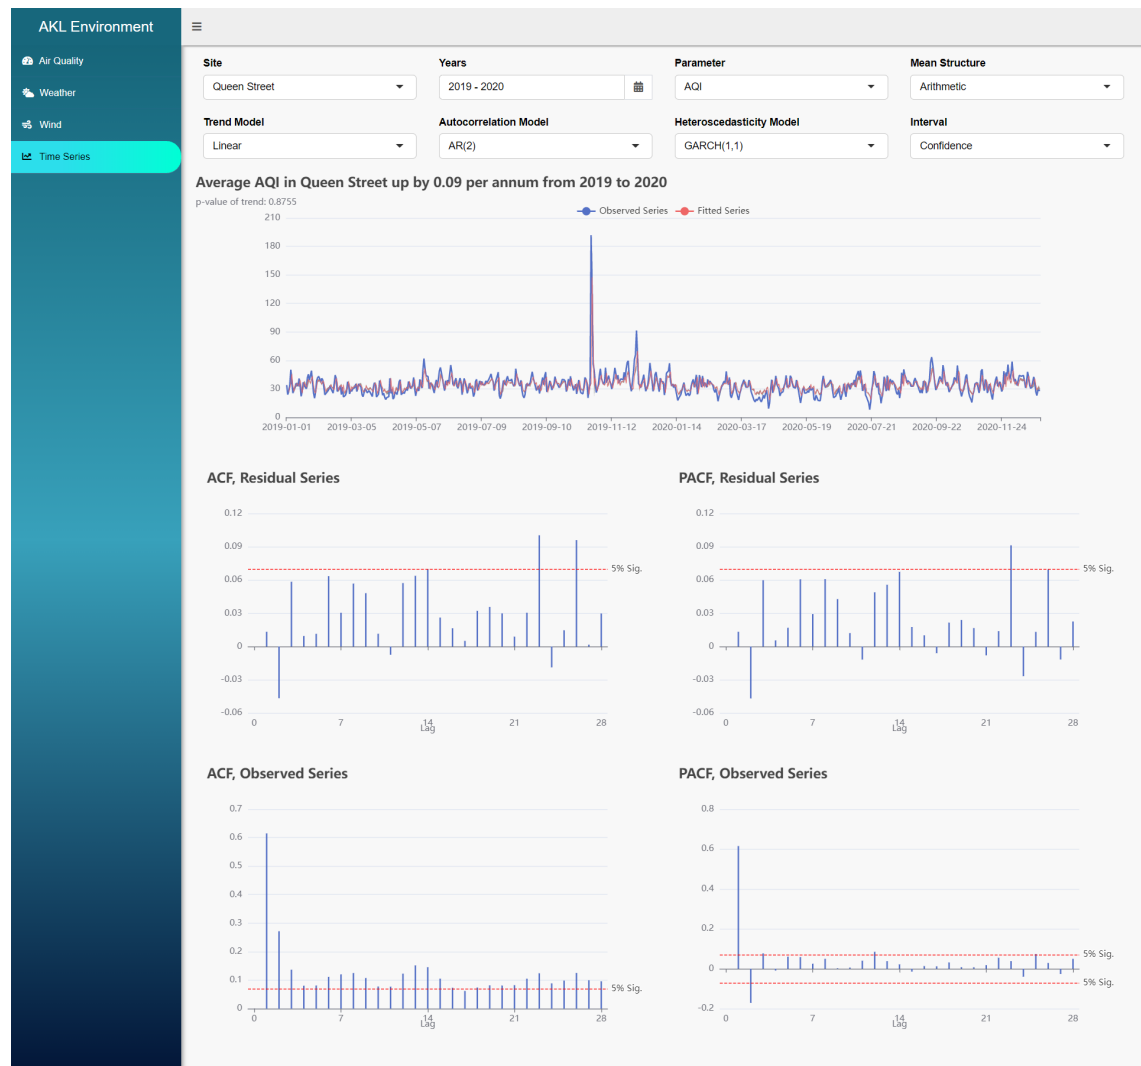 AKL Environment
Air Quality
Weather
Wind
Time Series
Site
Years
Parameter
Mean Structure
Queen Street
2019 - 2020
AQI
Arithmetic
Trend Model
Autocorrelation Model
Heteroscedasticity Model
Interval
Linear
AR(2)
GARCH(1,1)
Confidence
Average AQI in Queen Street up by 0.09 per annum from 2019 to 2020
p-value of trend: 0.8755
Observed Series
Fitted Series
210
180
150
120
90
60
30
0
2019-01-01 2019-03-05 2019-05-07 2019-07-09 2019-09-10 2019-11-12 2020-01-14 2020-03-17 2020-05-19 2020-07-21 2020-09-22 2020-11-24
ACF, Residual Series
0.12
0.09
0.06
0.03
0
-0.03
-0.06
5% Sig.
0 7 14 21 28
Lag
PACF, Residual Series
0.12
0.09
0.06
0.03
0
-0.03
-0.06
5% Sig.
0 7 14 21 28
Lag
ACF, Observed Series
0.7
0.6
0.5
0.4
0.3
0.2
0.1
0
5% Sig.
0 7 14 21 28
Lag
PACF, Observed Series
0.8
0.6
0.4
0.2
0
-0.2
5% Sig.
5% Sig.
0 7 14 21 28
Lag